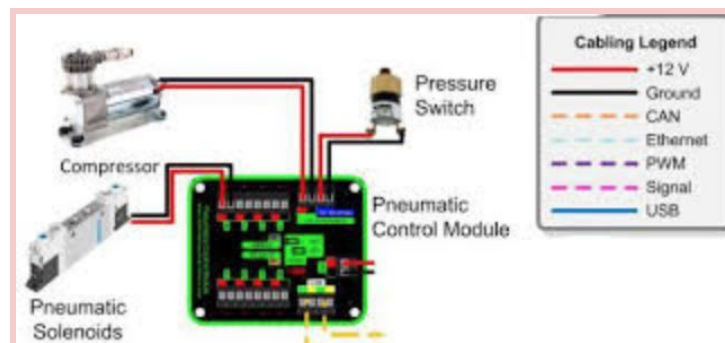 Pressure
Switch
Compressor
Pneumatic
Control Module
Pneumatic
Solenoids
Cabling Legend
+12 V
Ground
CAN
Ethernet
PWM
Signal
USB